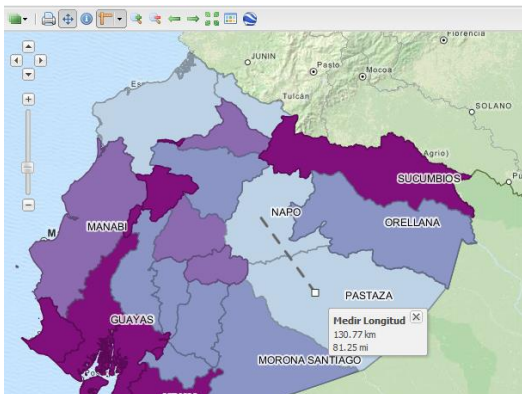 Florencia
JUNIN
Pasto
Mocoa
Tulcán
SOLANO
Agrio)
SUCUMBIOS
NAPO
ORELLANA
MANABI
M
PASTAZA
GUAYAS
Medir Longitud
130.77 km
81.25 mi
MORONA SANTIAGO